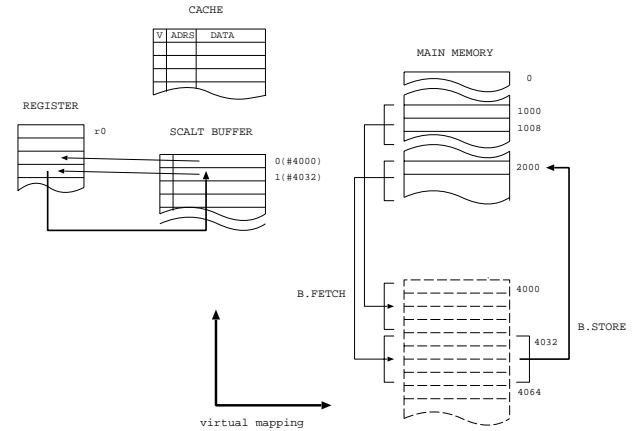 CACHE
V ADRS DATA
MAIN MEMORY
0
REGISTER
1000
r0
1008
SCALT BUFFER
0(#4000)
2000
1(#4032)
4000
B.FETCH
B.STORE
4032
4064
virtual mapping